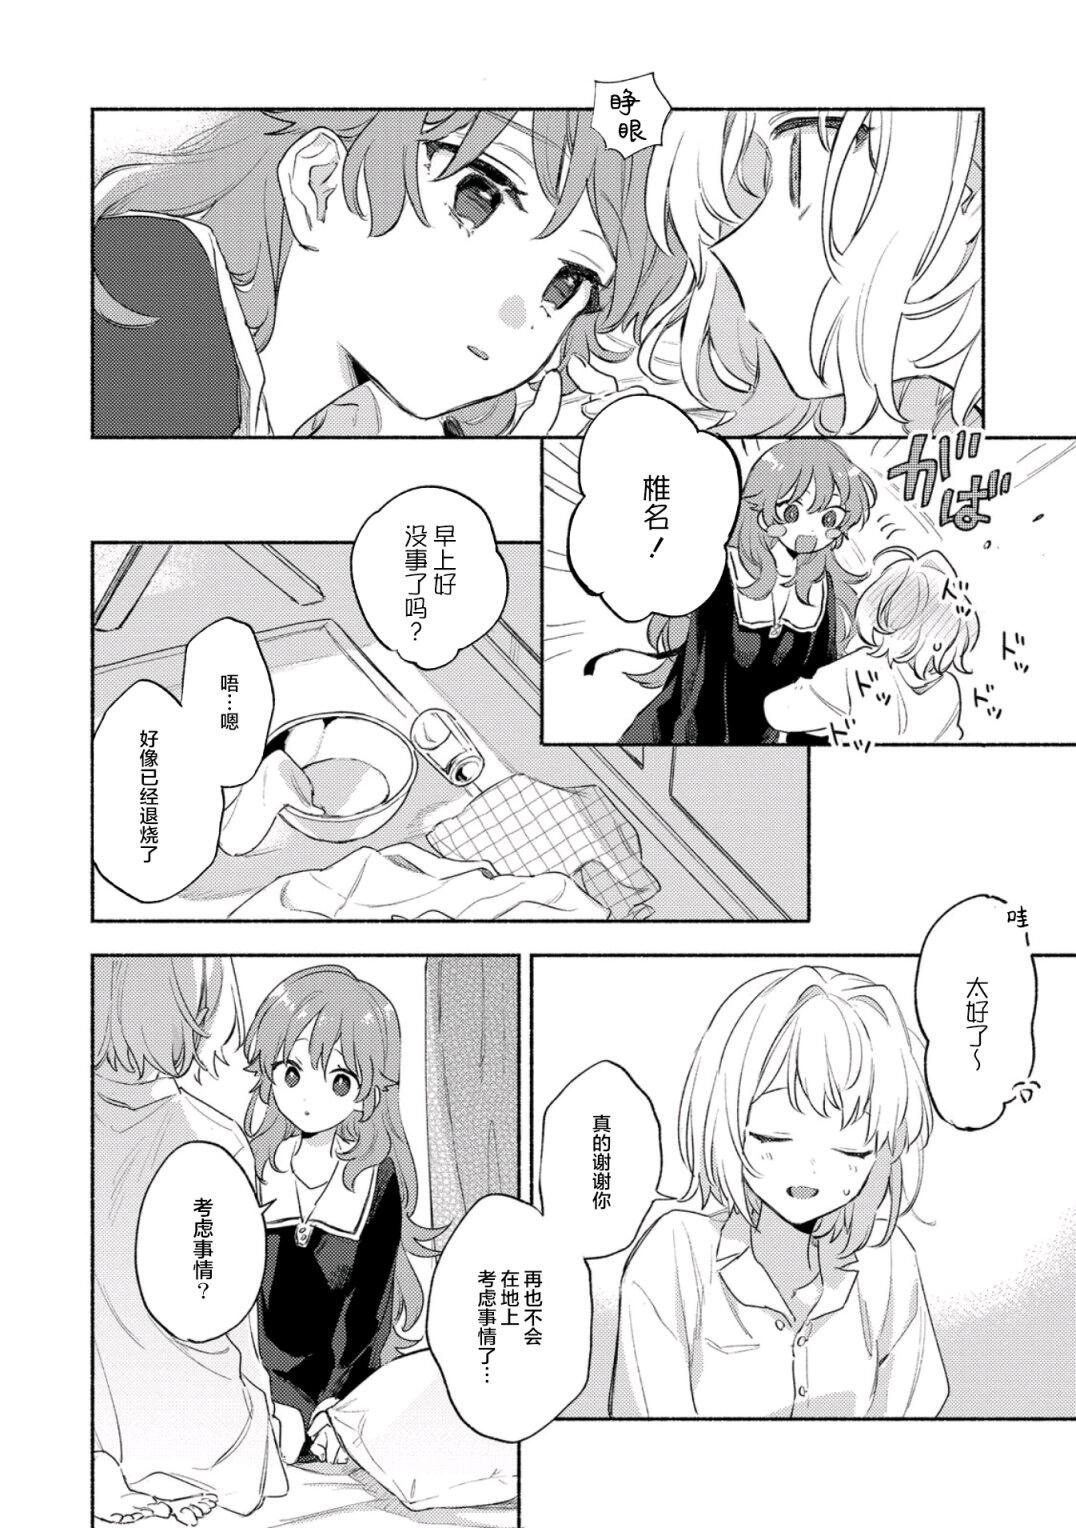 睁眼
椎名！
がばっ
ドッ
ドッ
ドッ
ドッ
早上好
没事了吗？
唔…嗯
好像已经退烧了
哇—
太好了～
真的谢谢你
再也不会
在地上
考虑事情了…
考虑事情？